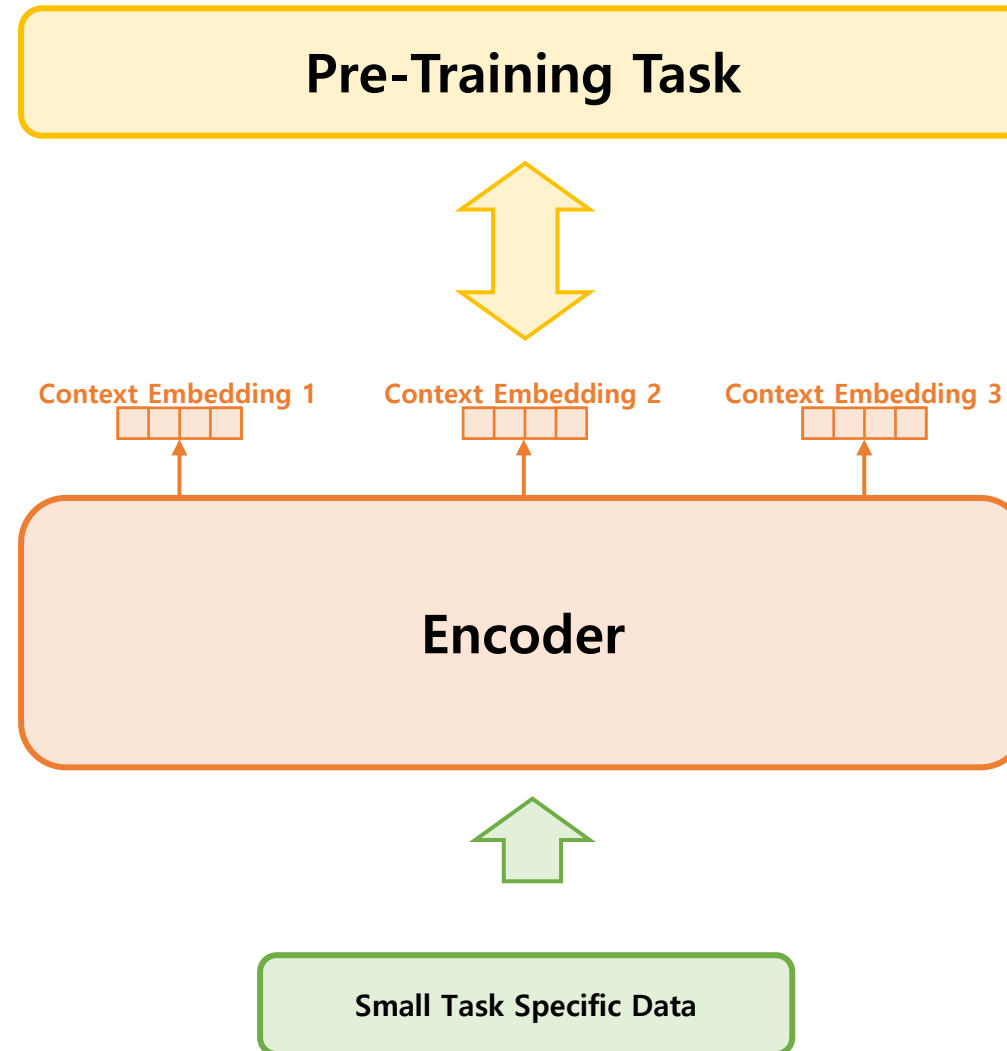 Pre-Training Task
Context Embedding 1
Context Embedding 2
Context Embedding 3
Encoder
Small Task Specific Data